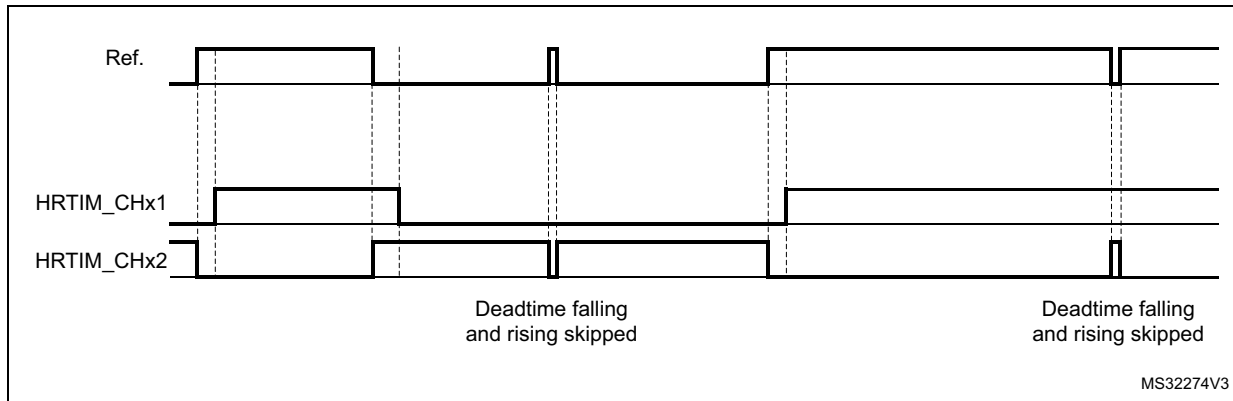 Ref.
HRTIM_CHx1
HRTIM_CHx2
Deadtime falling
and rising skipped
Deadtime falling
and rising skipped
MS32274V3